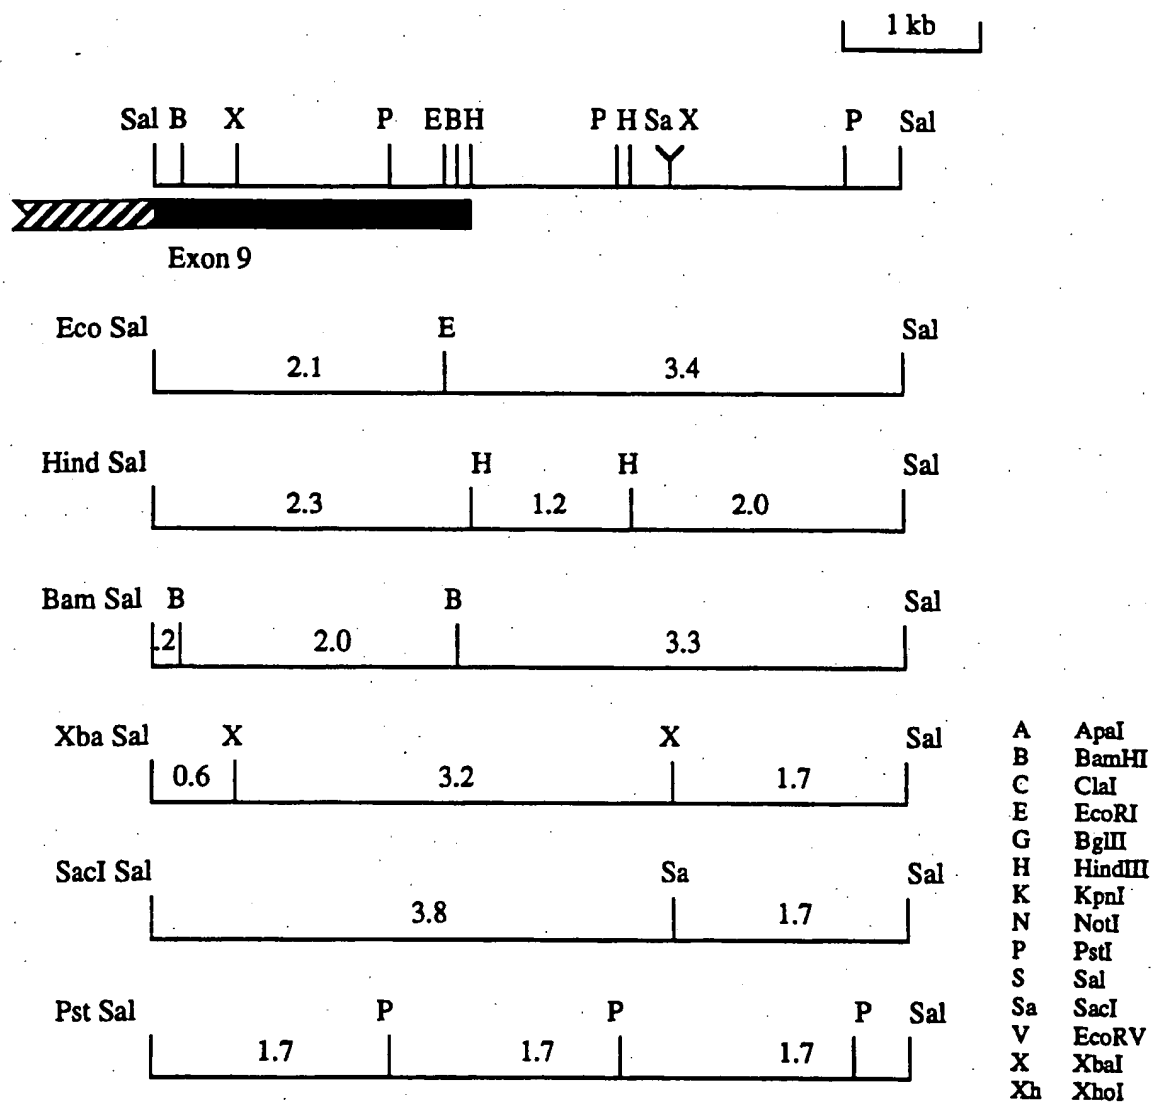 1 kb
Sal B X P E B H P H Sa X P Sal
Exon 9
Eco Sal E Sal
2.1 3.4
Hind Sal H H Sal
2.3 1.2 2.0
Bam Sal B B Sal
.2 2.0 3.3
Xba Sal X X Sal
0.6 3.2 1.7
SacI Sal Sa Sal
3.8 1.7
Pst Sal P P P Sal
1.7 1.7 1.7
A ApaI
B BamHI
C ClaI
E EcoRI
G BglII
H HindIII
K KpnI
N NotI
P PstI
S Sal
Sa SacI
V EcoRV
X XbaI
Xh XhoI